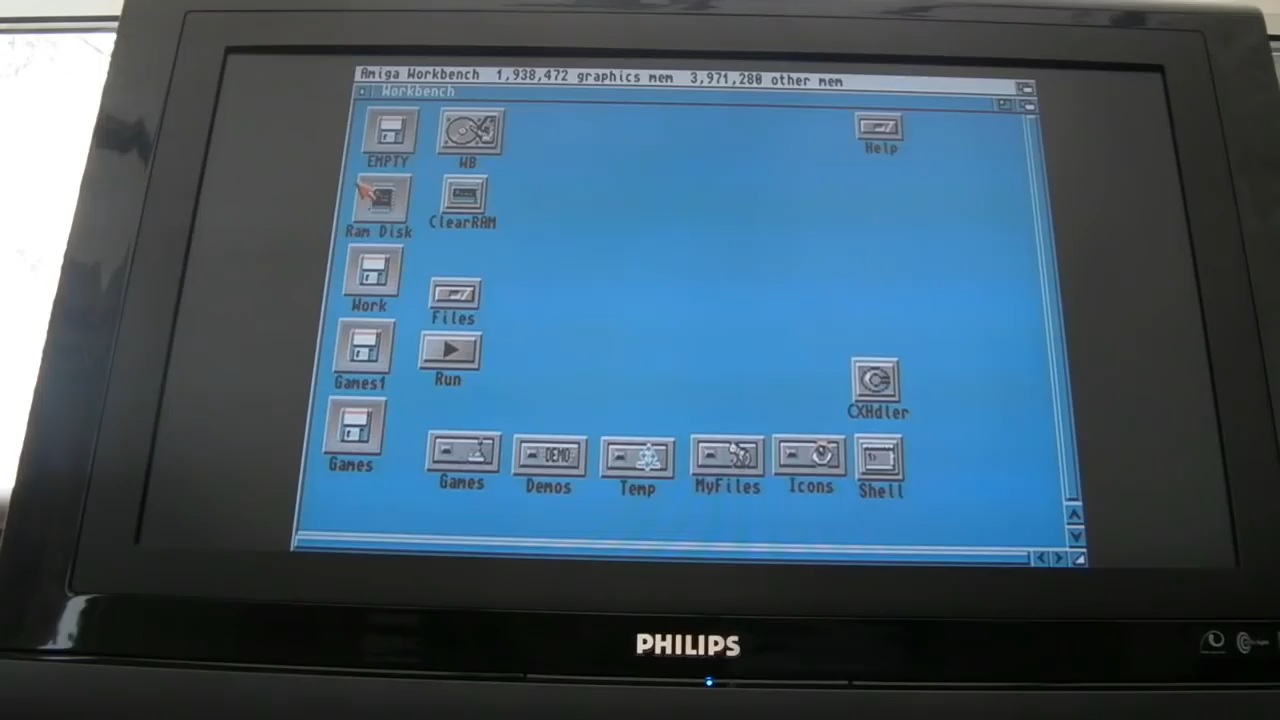 Amiga Workbench 1,938,472 graphics mem 3,971,280 other mem
Workbench
EMPTY
WB
Help
Ram Disk
ClearRAM
Work
Files
Games1
Run
CXHdler
Games
Games
DEMO
Demos
Temp
MyFiles
Icons
Shell
PHILIPS